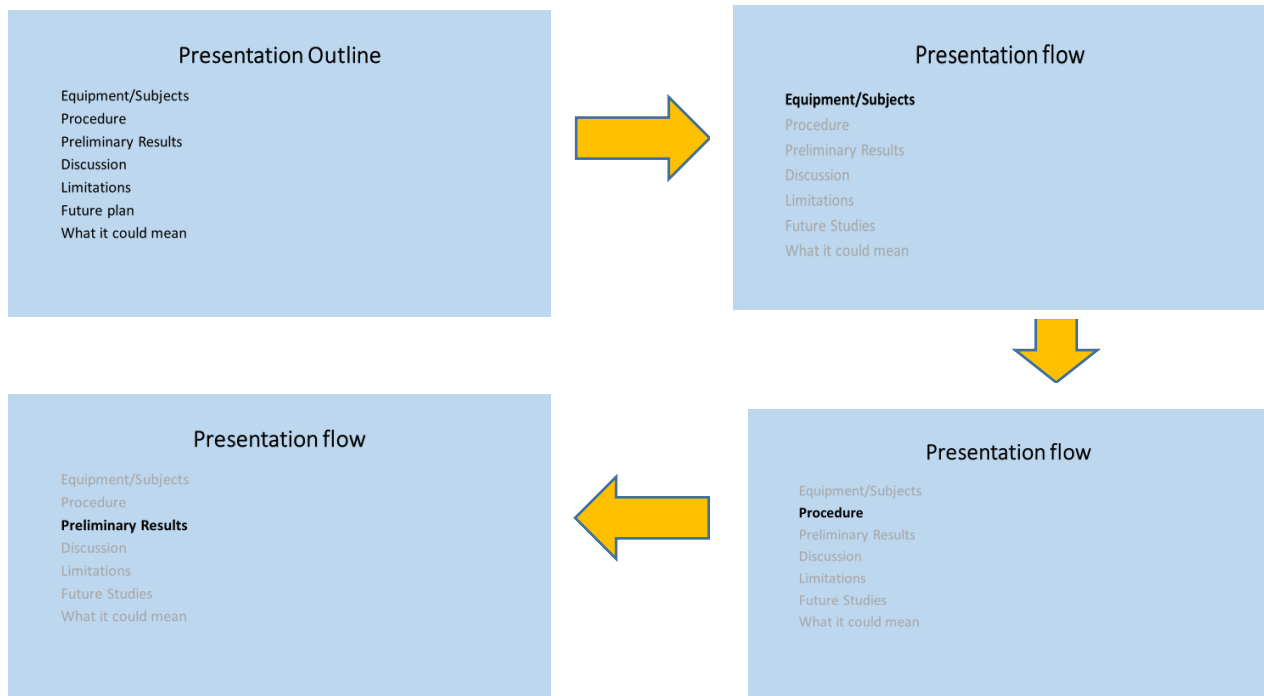 Presentation Outline
Equipment/Subjects
Procedure
Preliminary Results
Discussion
Limitations
Future plan
What it could mean
Presentation flow
Equipment/Subjects
Procedure
Preliminary Results
Discussion
Limitations
Future Studies
What it could mean
Presentation flow
Equipment/Subjects
Procedure
Preliminary Results
Discussion
Limitations
Future Studies
What it could mean
Presentation flow
Equipment/Subjects
Procedure
Preliminary Results
Discussion
Limitations
Future Studies
What it could mean